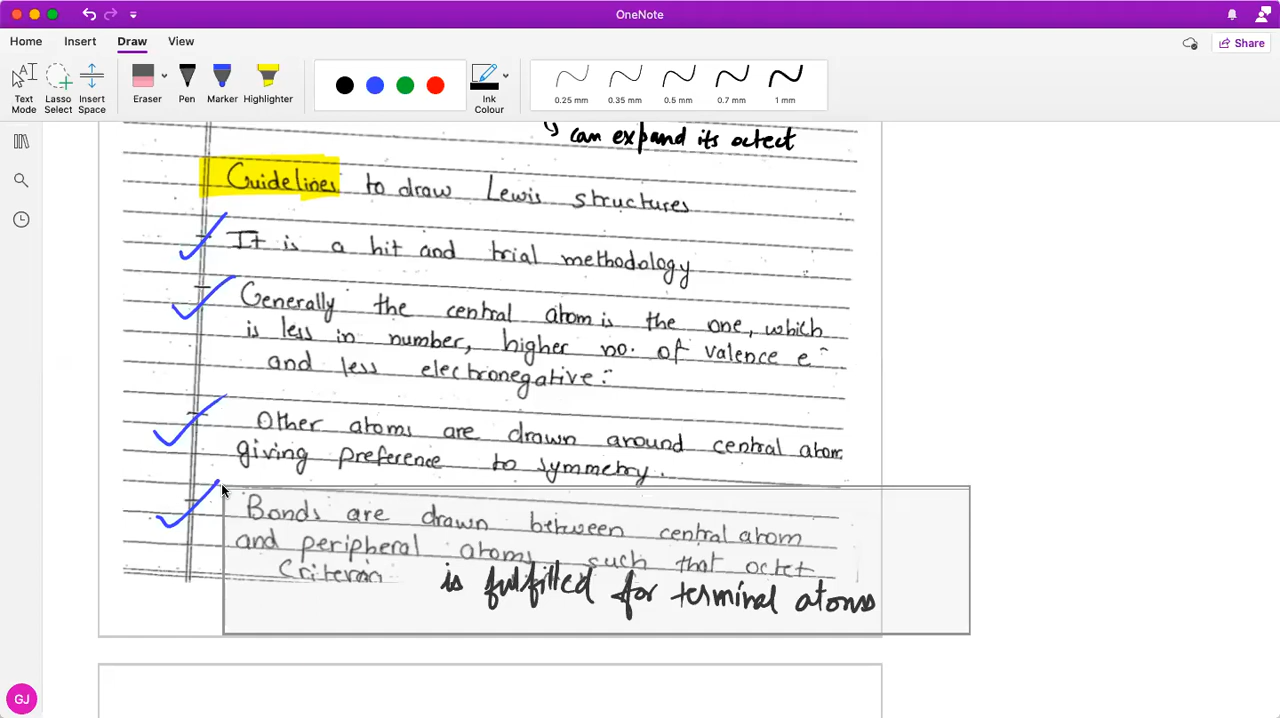 OneNote
Home Insert Draw View
Share
Text Mode
Lasso Select
Insert Space
Eraser
Pen
Marker
Highlighter
Ink Colour
0.25 mm
0.35 mm
0.5 mm
0.7 mm
1 mm
↳ can expand its octect
Guidelines to draw Lewis structures
- It is a hit and trial methodology
- Generally the central atom is the one, which
is less in number, higher no. of valence e⁻
and less electronegative.
- Other atoms are drawn around central atom
giving preference to symmetry.
- Bonds are drawn between central atom
and peripheral atoms such that octet
Criterion is fulfilled for terminal atoms
GJ